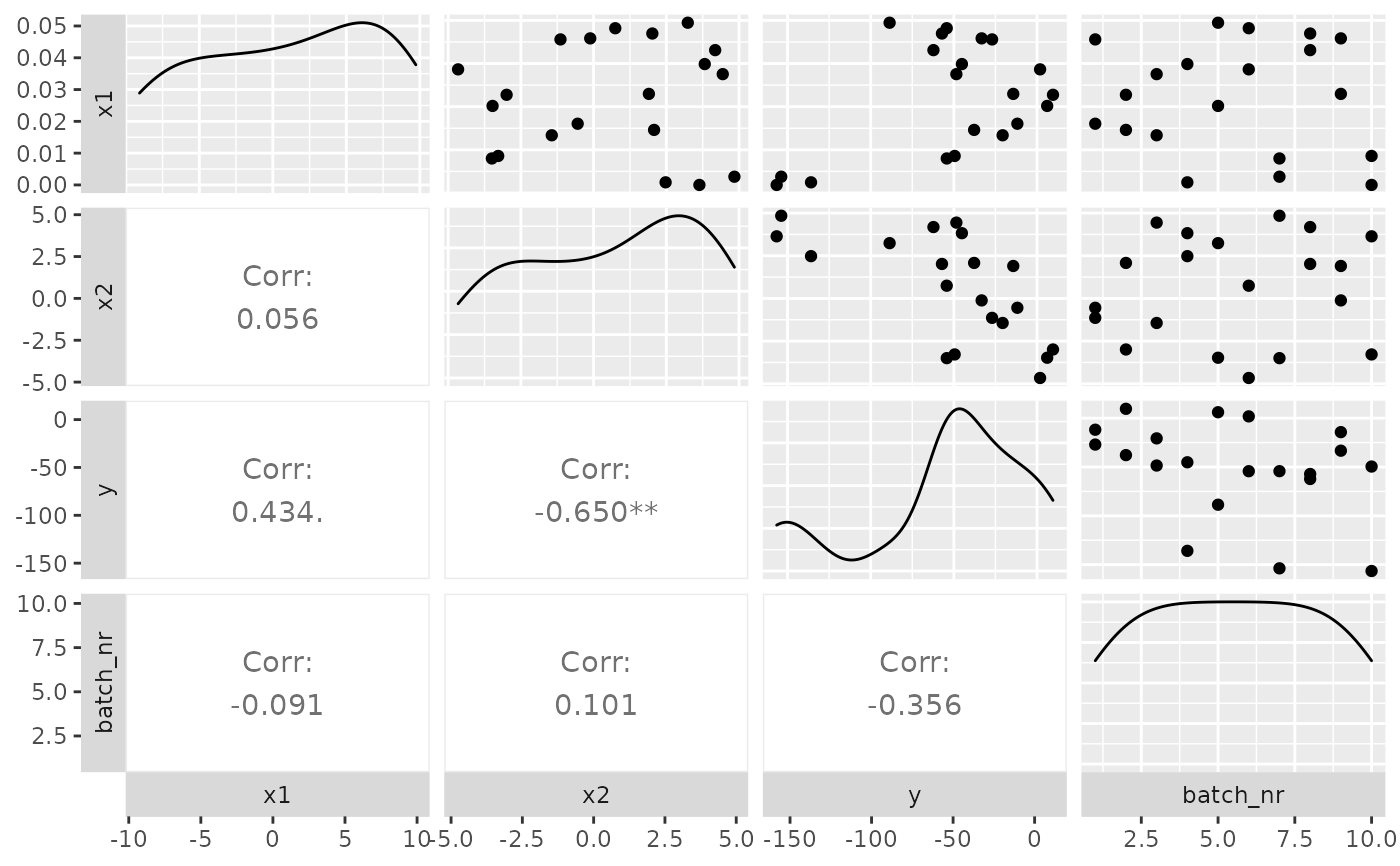 0.05
0.04
0.03
0.02
0.01
0.00
x1
5.0
2.5
0.0
-2.5
-5.0
x2
Corr:
0.056
0
-50
-100
-150
y
Corr:
0.434.
Corr:
-0.650**
10.0
7.5
5.0
2.5
batch_nr
Corr:
-0.091
Corr:
0.101
Corr:
-0.356
x1
x2
y
batch_nr
-10 -5 0 5 10
-5.0 -2.5 0.0 2.5 5.0
-150 -100 -50 0
2.5 5.0 7.5 10.0